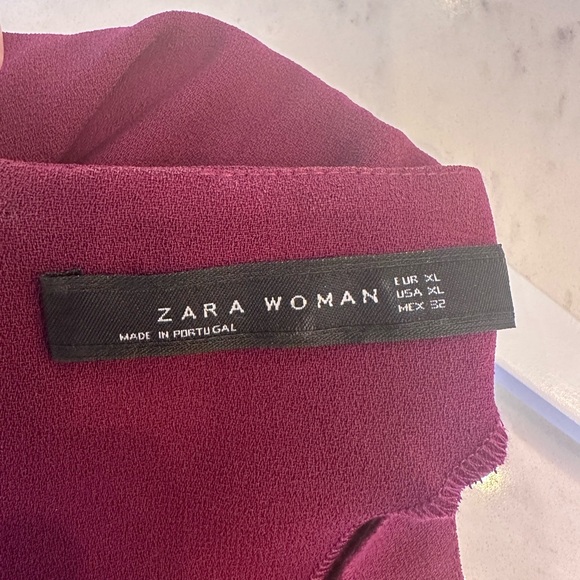 ZARA WOMAN
MADE IN PORTUGAL
EUR XL
USA XL
MEX 32